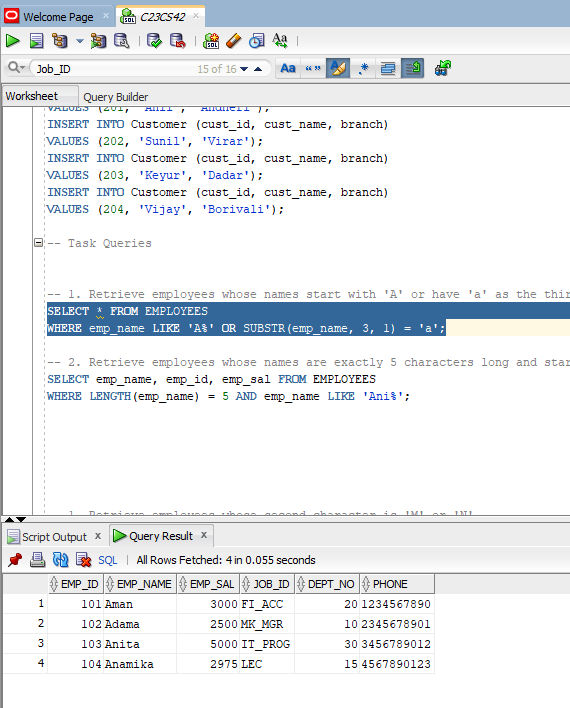 Welcome Page
C23CS42
Job_ID
15 of 16
Aa “ ” .*
Worksheet Query Builder
VALUES (201, 'Anil', 'Andheri');
INSERT INTO Customer (cust_id, cust_name, branch)
VALUES (202, 'Sunil', 'Virar');
INSERT INTO Customer (cust_id, cust_name, branch)
VALUES (203, 'Keyur', 'Dadar');
INSERT INTO Customer (cust_id, cust_name, branch)
VALUES (204, 'Vijay', 'Borivali');
-- Task Queries
-- 1. Retrieve employees whose names start with 'A' or have 'a' as the thir
SELECT * FROM EMPLOYEES
WHERE emp_name LIKE 'A%' OR SUBSTR(emp_name, 3, 1) = 'a';
-- 2. Retrieve employees whose names are exactly 5 characters long and star
SELECT emp_name, emp_id, emp_sal FROM EMPLOYEES
WHERE LENGTH(emp_name) = 5 AND emp_name LIKE 'Ani%';
-- 1. Retrieve employees whose second character is 'M' or 'N'
Script Output x Query Result x
SQL | All Rows Fetched: 4 in 0.055 seconds
EMP_ID EMP_NAME EMP_SAL JOB_ID DEPT_NO PHONE
1 101 Aman 3000 FI_ACC 20 1234567890
2 102 Adama 2500 MK_MGR 10 2345678901
3 103 Anita 5000 IT_PROG 30 3456789012
4 104 Anamika 2975 LEC 15 4567890123